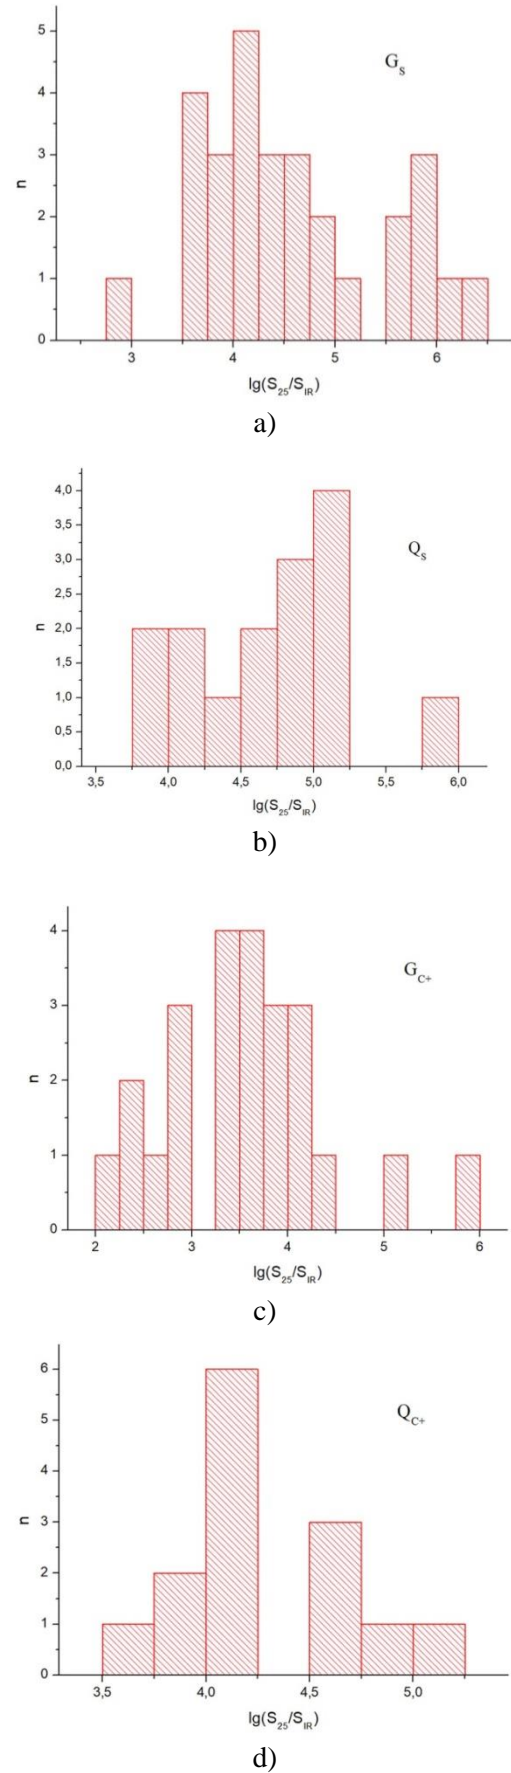 5
4
3
2
1
0
n
G_S
3 4 5 6
lg(S_25/S_IR)
a)
4,0
3,5
3,0
2,5
2,0
1,5
1,0
0,5
0,0
n
Q_S
3,5 4,0 4,5 5,0 5,5 6,0
lg(S_25/S_IR)
b)
4
3
2
1
0
n
G_C+
2 3 4 5 6
lg(S_25/S_IR)
c)
6
5
4
3
2
1
0
n
Q_C+
3,5 4,0 4,5 5,0
lg(S_25/S_IR)
d)